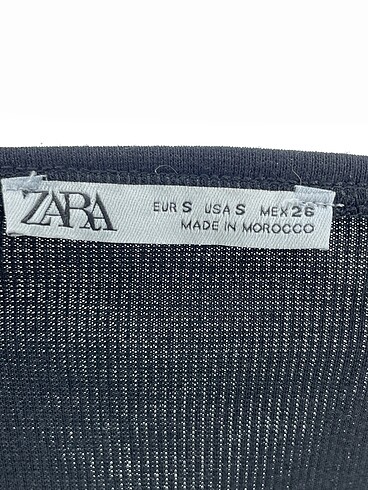 ZARA
EUR S USA S MEX 26
MADE IN MOROCCO